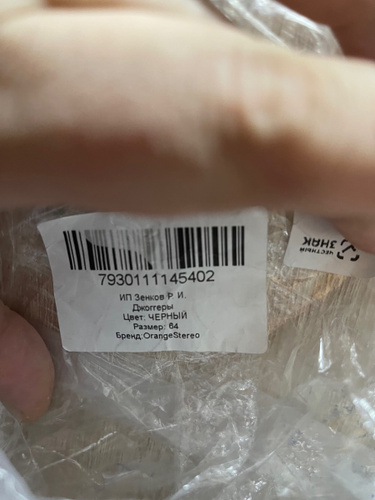 7930111145402
ИП Зенков Р. И.
Джоггеры
Цвет: ЧЕРНЫЙ
Размер: 64
Бренд:OrangeStereo
ЧЕСТНЫЙ
ЗНАК